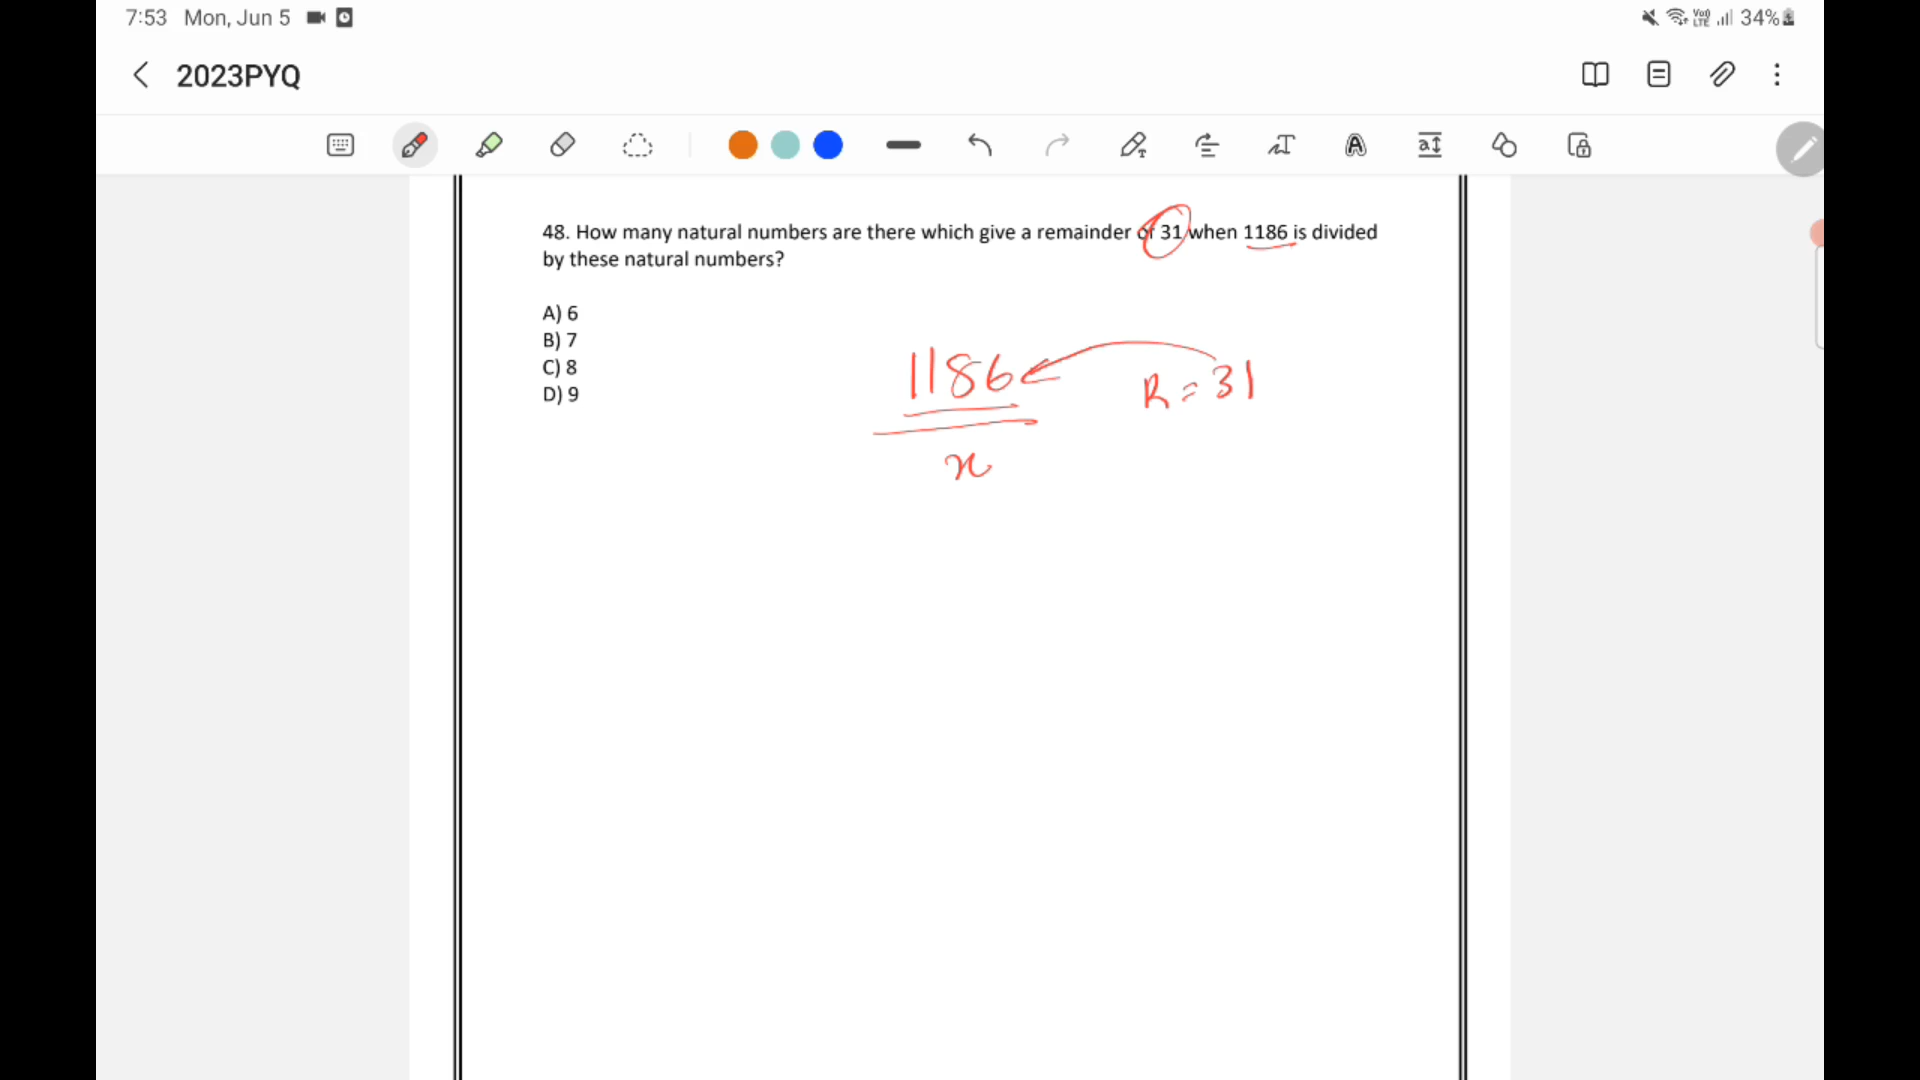 7:53 Mon, Jun 5
34%
2023PYQ
48. How many natural numbers are there which give a remainder of 31 when 1186 is divided
by these natural numbers?
A) 6
B) 7
C) 8
D) 9
1186
R = 31
x